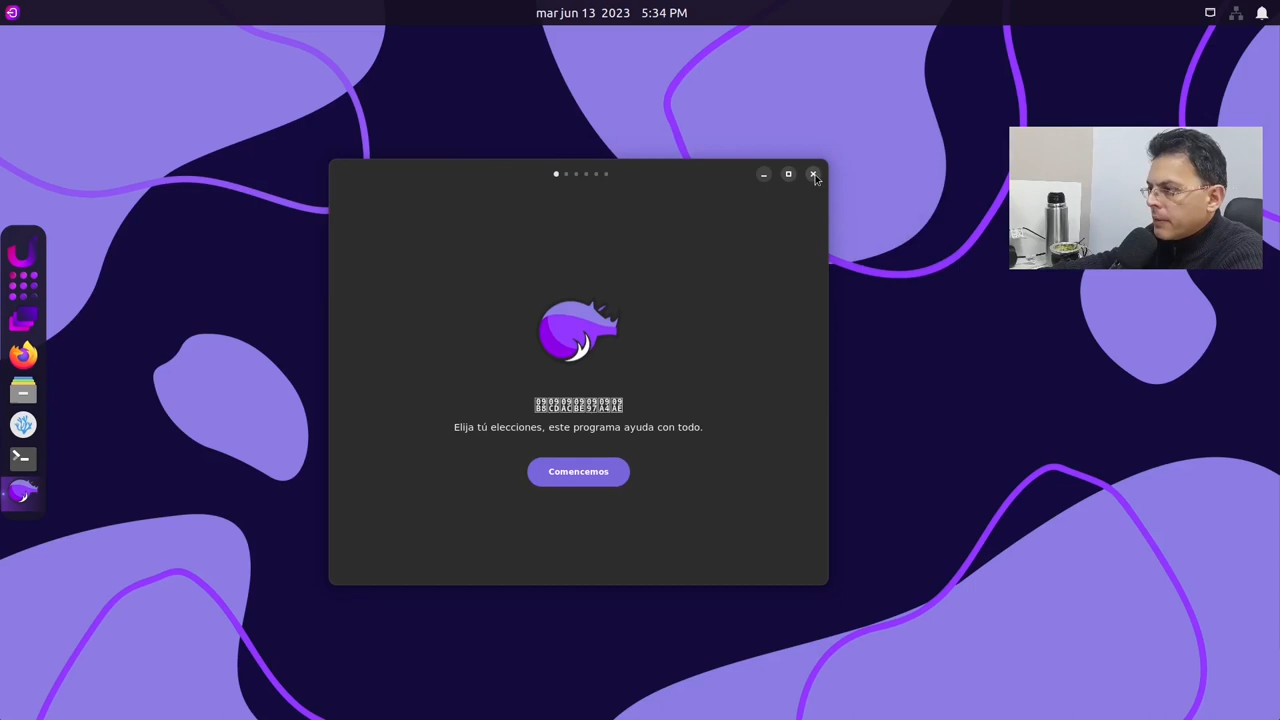 mar jun 13 2023 5:34 PM
Elija tú elecciones, este programa ayuda con todo.
Comencemos